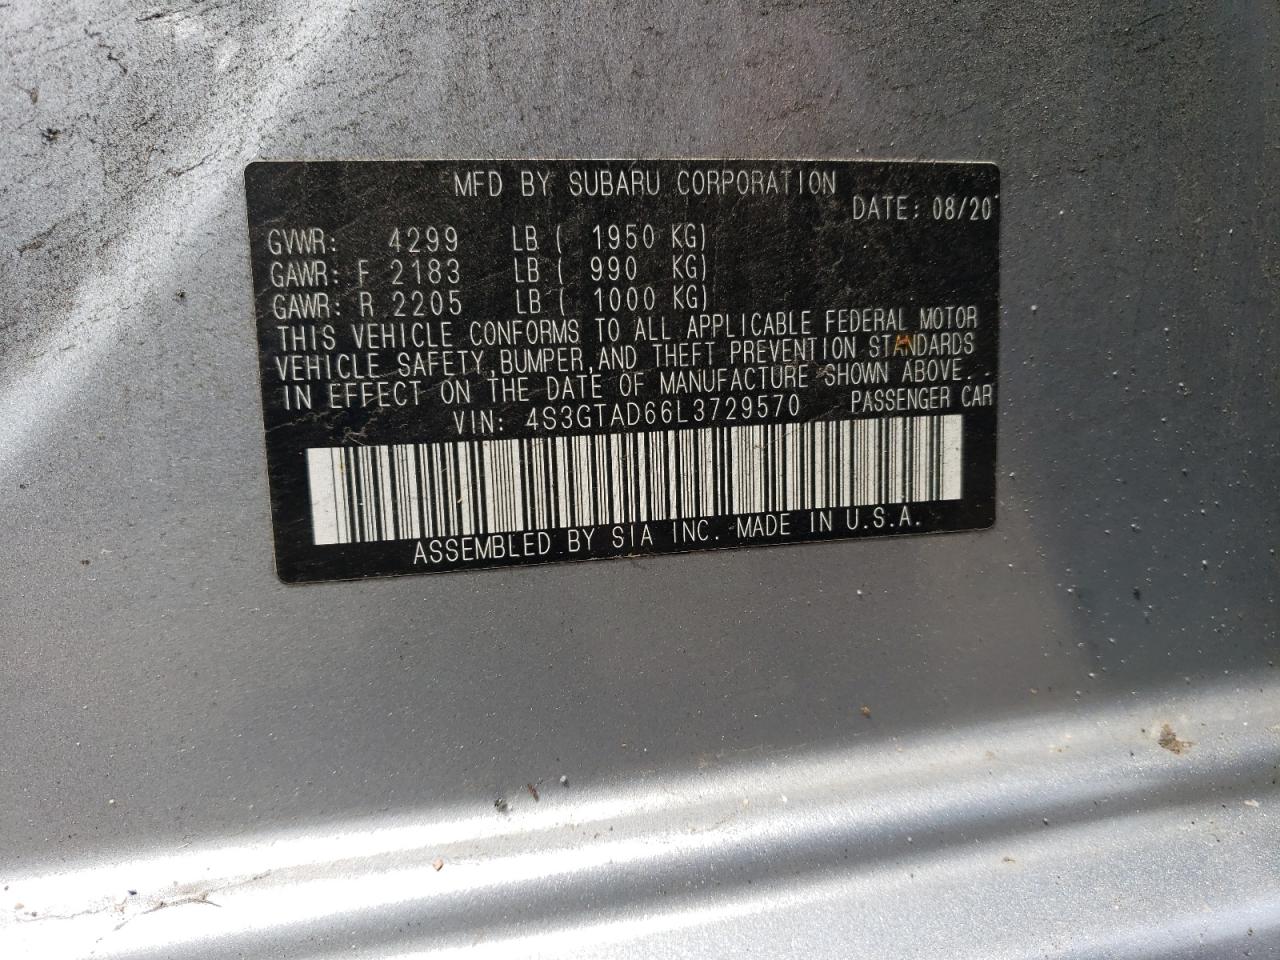 MFD BY SUBARU CORPORATION
DATE: 08/20
GVWR: 4299 LB ( 1950 KG)
GAWR: F 2183 LB ( 990 KG)
GAWR: R 2205 LB ( 1000 KG)
THIS VEHICLE CONFORMS TO ALL APPLICABLE FEDERAL MOTOR
VEHICLE SAFETY,BUMPER,AND THEFT PREVENTION STANDARDS
IN EFFECT ON THE DATE OF MANUFACTURE SHOWN ABOVE.
VIN: 4S3GTAD66L3729570 PASSENGER CAR
ASSEMBLED BY SIA INC. MADE IN U.S.A.